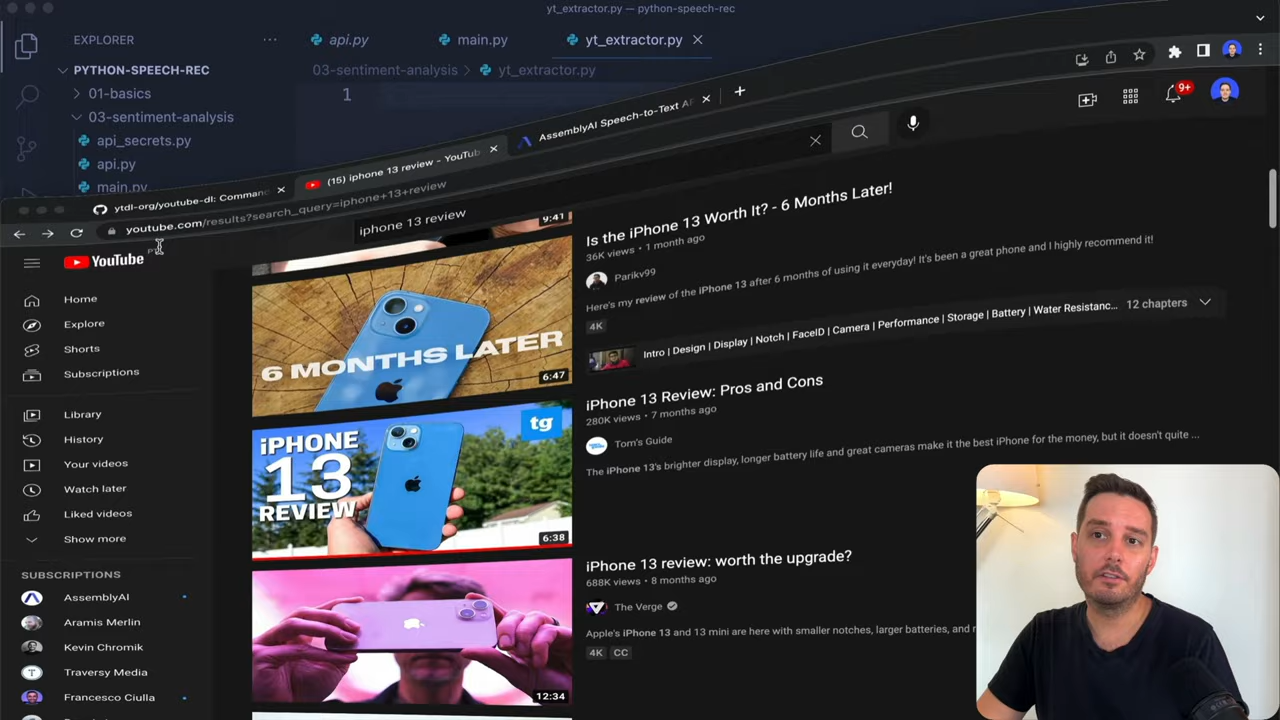 yt_extractor.py — python-speech-rec
EXPLORER
api.py
main.py
yt_extractor.py
PYTHON-SPEECH-REC
03-sentiment-analysis > yt_extractor.py
01-basics
1
03-sentiment-analysis
api_secrets.py
api.py
main.py
ytdl-org/youtube-dl: Comman
(15) iphone 13 review - YouTub
AssemblyAI Speech-to-Text AP
9+
youtube.com/results?search_query=iphone+13+review
iphone 13 review
YouTube
Home
Explore
Shorts
Subscriptions
Library
History
Your videos
Watch later
Liked videos
Show more
SUBSCRIPTIONS
AssemblyAI
Aramis Merlin
Kevin Chromik
Traversy Media
Francesco Ciulla
9:41
Is the iPhone 13 Worth It? - 6 Months Later!
36K views • 1 month ago
Parikv99
Here's my review of the iPhone 13 after 6 months of using it everyday! It's been a great phone and I highly recommend it!
4K
Intro | Design | Display | Notch | FaceID | Camera | Performance | Storage | Battery | Water Resistanc...
12 chapters
6 MONTHS LATER
6:47
iPhone 13 Review: Pros and Cons
280K views • 7 months ago
Tom's Guide
The iPhone 13's brighter display, longer battery life and great cameras make it the best iPhone for the money, but it doesn't quite ...
iPHONE
13
REVIEW
tg
6:38
iPhone 13 review: worth the upgrade?
688K views • 8 months ago
The Verge
Apple's iPhone 13 and 13 mini are here with smaller notches, larger batteries, and
4K
CC
12:34